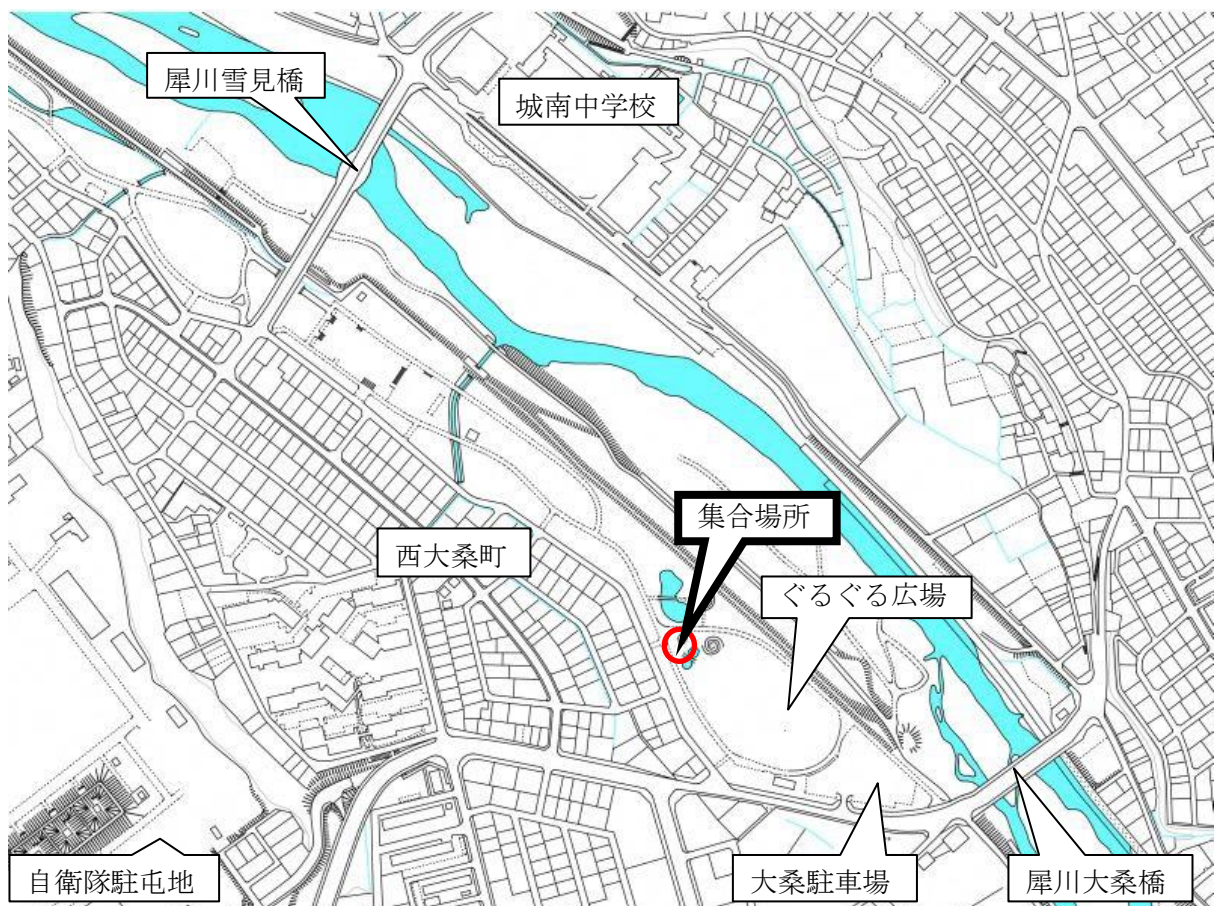 犀川雪見橋
城南中学校
集合場所
西大桑町
ぐるぐる広場
自衛隊駐屯地
大桑駐車場
犀川大桑橋